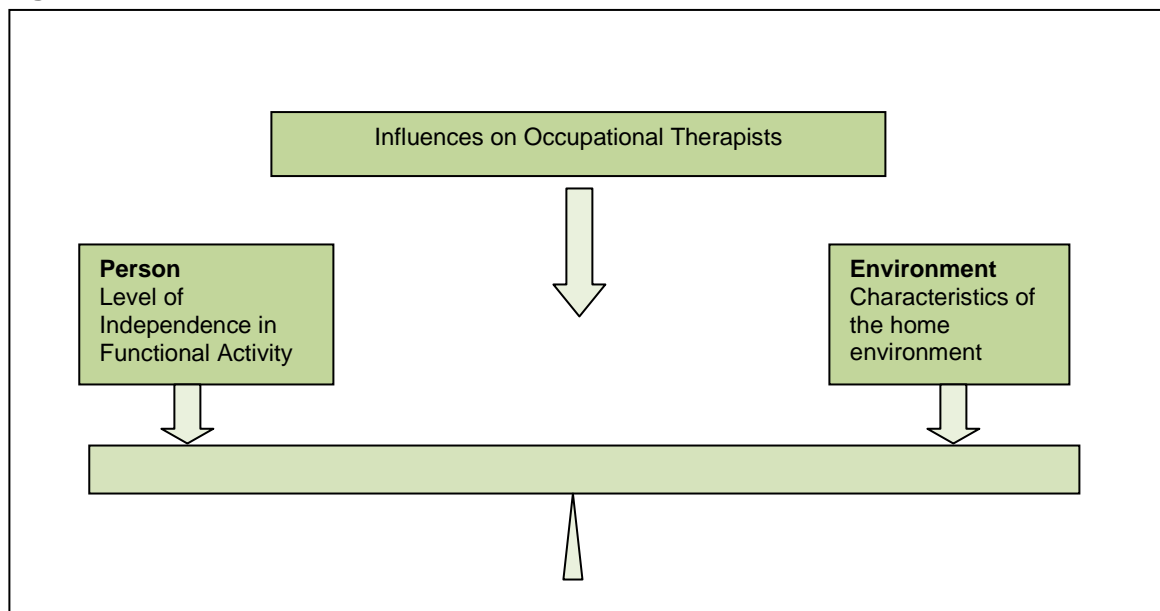 Influences on Occupational Therapists
Person
Level of
Independence in
Functional Activity
Environment
Characteristics of
the home
environment